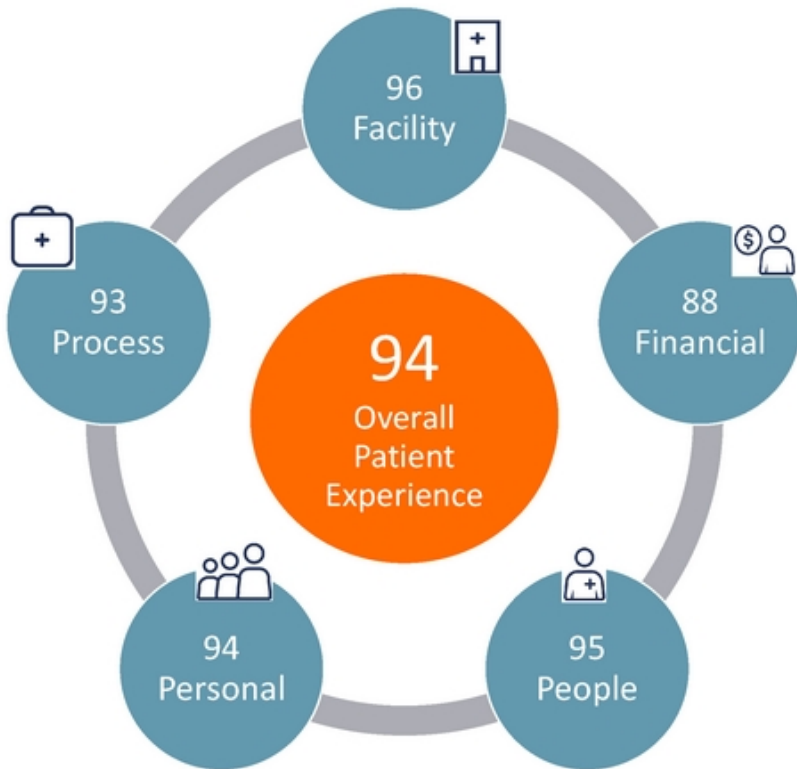 96
Facility
93
Process
88
Financial
$
94
Overall
Patient
Experience
94
Personal
95
People